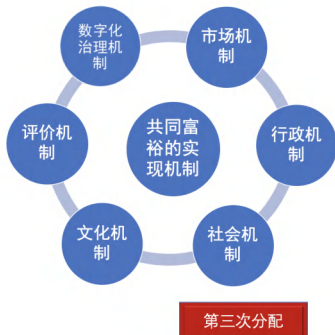 数字化
治理机
制
市场机
制
评价机
制
共同富
裕的实
现机制
行政机
制
文化机
制
社会机
制
第三次分配